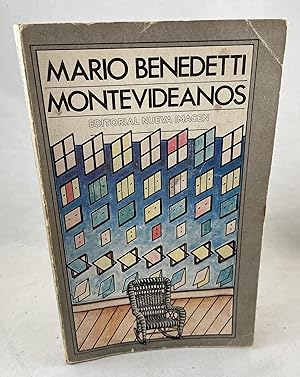 MARIO BENEDETTI
MONTEVIDEANOS
EDITORIAL NUEVA IMAGEN